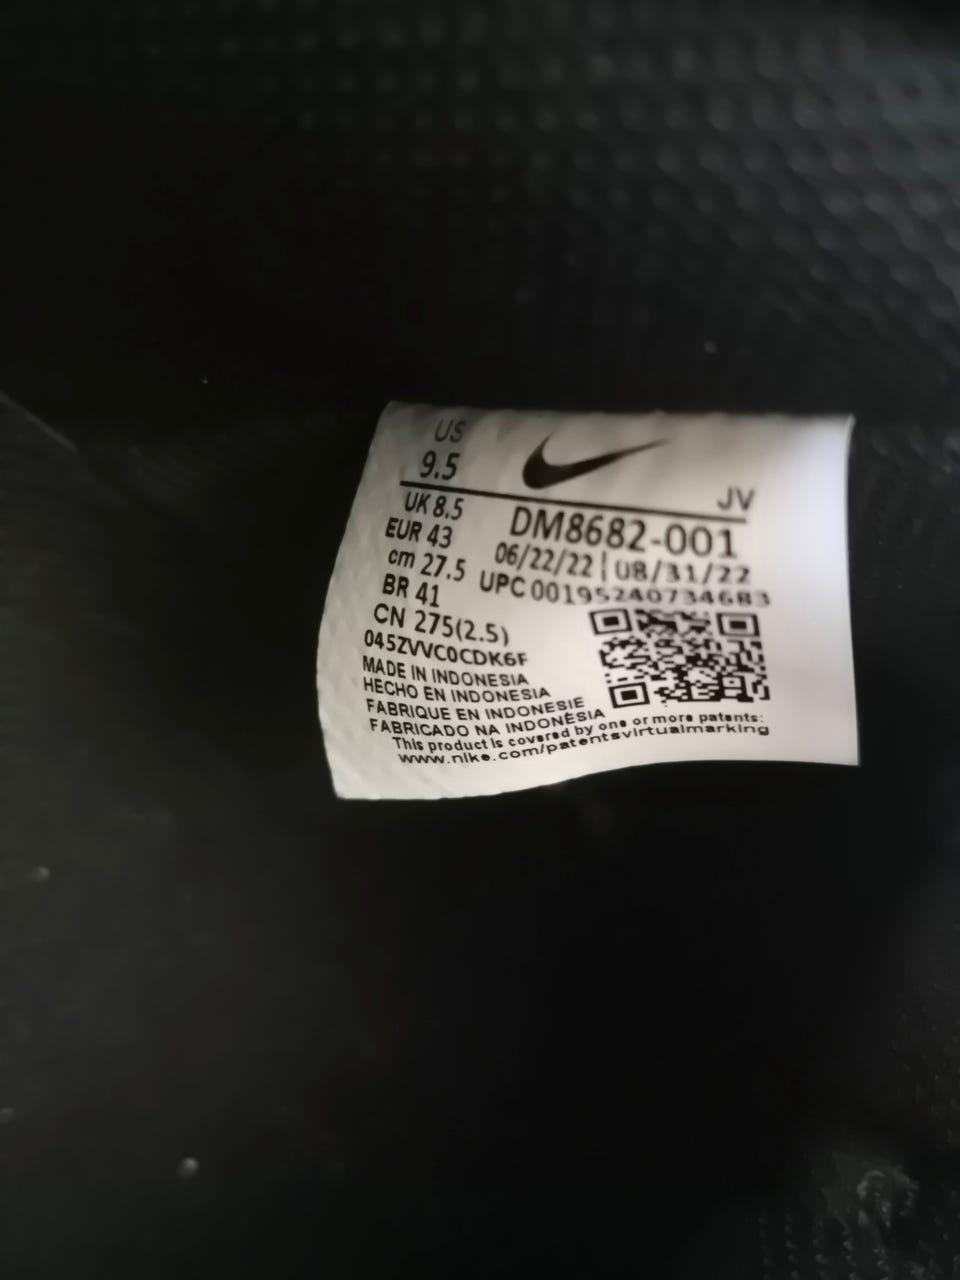 US
9.5
JV
UK 8.5
DM8682-001
EUR 43
06/22/22 | 08/31/22
cm 27.5
UPC 00195240734683
BR 41
CN 275(2.5)
045ZVVC0CDK6F
MADE IN INDONESIA
HECHO EN INDONESIA
FABRIQUE EN INDONESIE
FABRICADO NA INDONÉSIA
This product is covered by one or more patents:
www.nike.com/patentsvirtualmarking